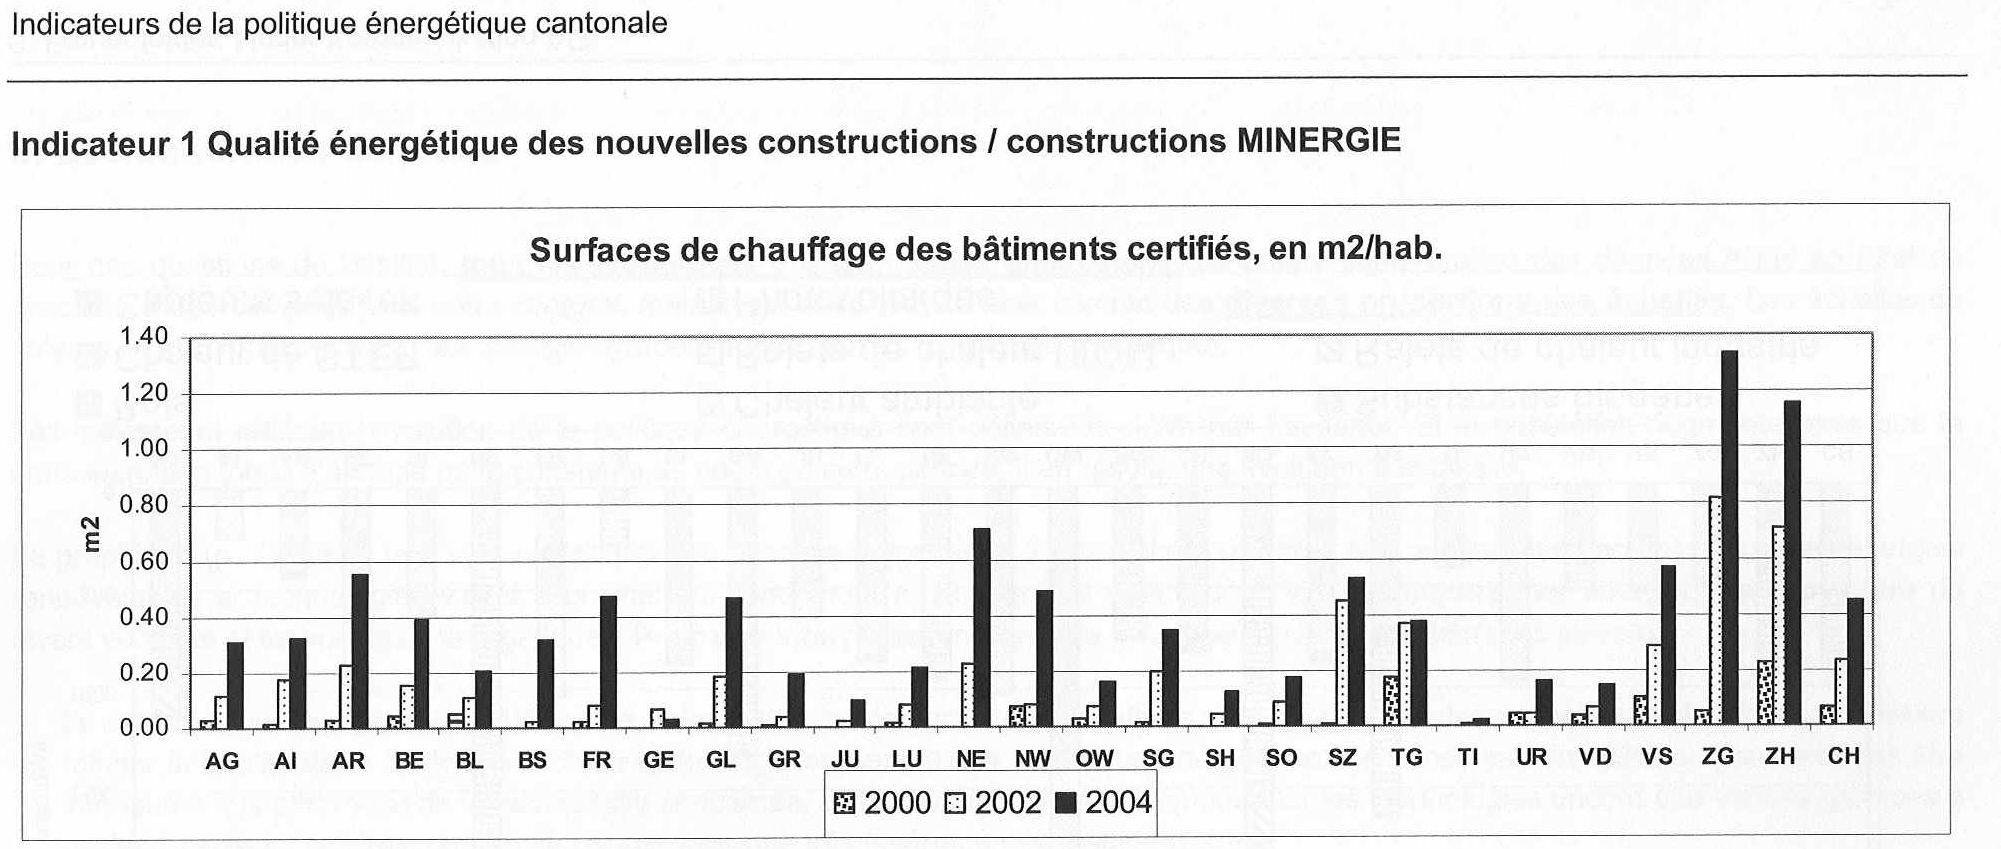 Indicateurs de la politique énergétique cantonale
Indicateur 1 Qualité énergétique des nouvelles constructions / constructions MINERGIE
Surfaces de chauffage des bâtiments certifiés, en m2/hab.
1.40
1.20
1.00
0.80
0.60
0.40
0.20
0.00
m2
AG AI AR BE BL BS FR GE GL GR JU LU NE NW OW SG SH SO SZ TG TI UR VD VS ZG ZH CH
2000 2002 2004